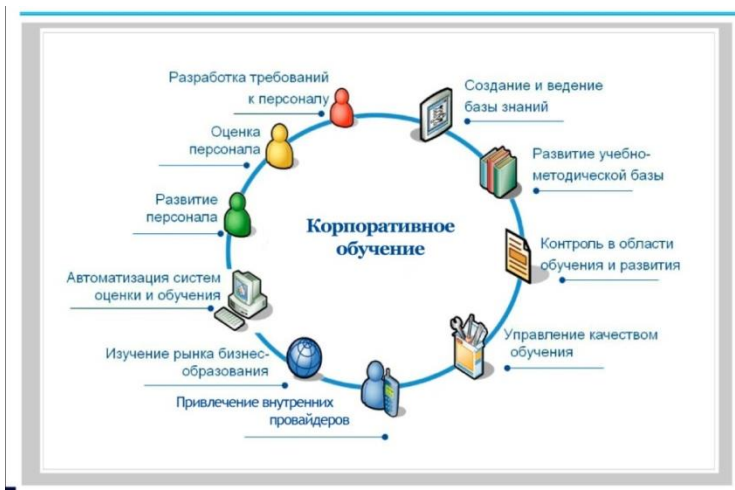 Разработка требований
к персоналу
Оценка
персонала
Развитие
персонала
Автоматизация систем
оценки и обучения
Изучение рынка бизнес-
образования
Привлечение внутренних
провайдеров
Корпоративное
обучение
Создание и ведение
базы знаний
Развитие учебно-
методической базы
Контроль в области
обучения и развития
Управление качеством
обучения